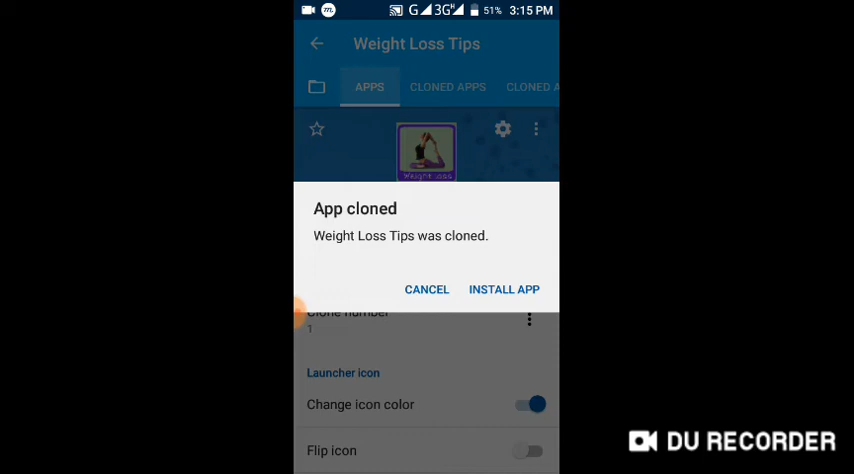 G 3G H 51% 3:15 PM
Weight Loss Tips
APPS CLONED APPS CLONED A
Weight Loss
App cloned
Weight Loss Tips was cloned.
CANCEL INSTALL APP
Clone number
1
Launcher icon
Change icon color
Flip icon
DU RECORDER